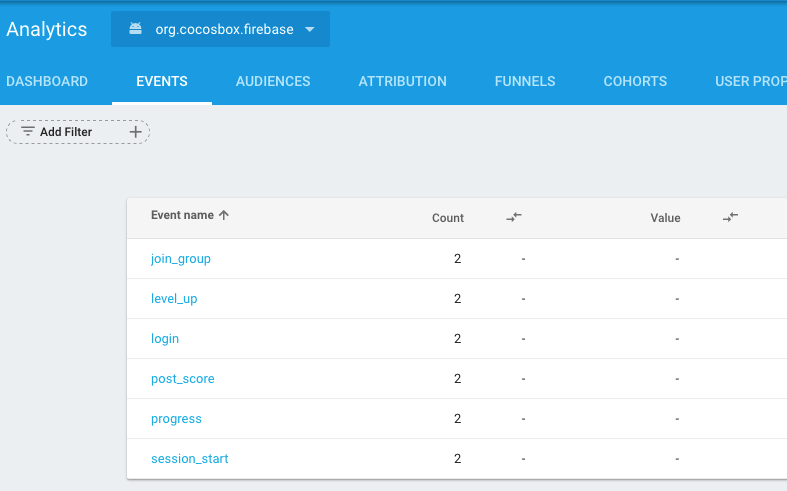 Analytics org.cocosbox.firebase
DASHBOARD EVENTS AUDIENCES ATTRIBUTION FUNNELS COHORTS USER PROP
Add Filter +
Event name Count Value
join_group 2 - -
level_up 2 - -
login 2 - -
post_score 2 - -
progress 2 - -
session_start 2 - -